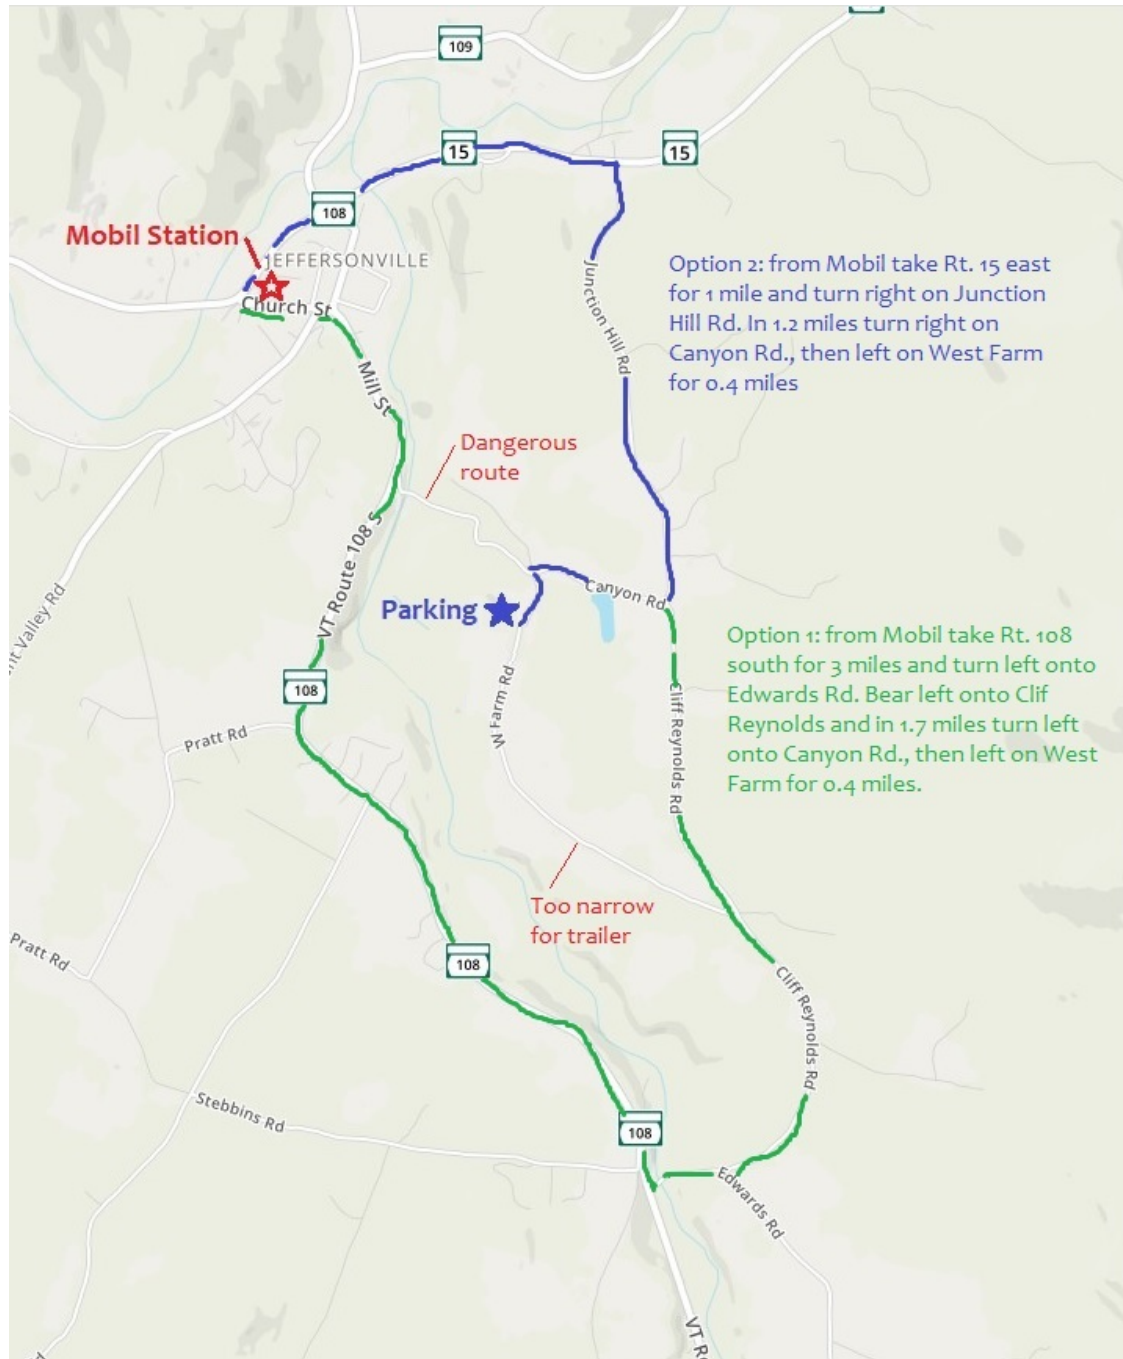 109
15
15
108
Mobil Station
JEFFERSONVILLE
Church St
Junction Hill Rd
Option 2: from Mobil take Rt. 15 east
for 1 mile and turn right on Junction
Hill Rd. In 1.2 miles turn right on
Canyon Rd., then left on West Farm
for 0.4 miles
Mill St
Dangerous
route
VT Route 108 S
Valley Rd
Canyon Rd
Parking
Option 1: from Mobil take Rt. 108
south for 3 miles and turn left onto
Edwards Rd. Bear left onto Clif
Reynolds and in 1.7 miles turn left
onto Canyon Rd., then left on West
Farm for 0.4 miles.
108
W Farm Rd
Cliff Reynolds Rd
Pratt Rd
Too narrow
for trailer
Pratt Rd
108
Cliff Reynolds Rd
Stebbins Rd
108
Edwards Rd
VT